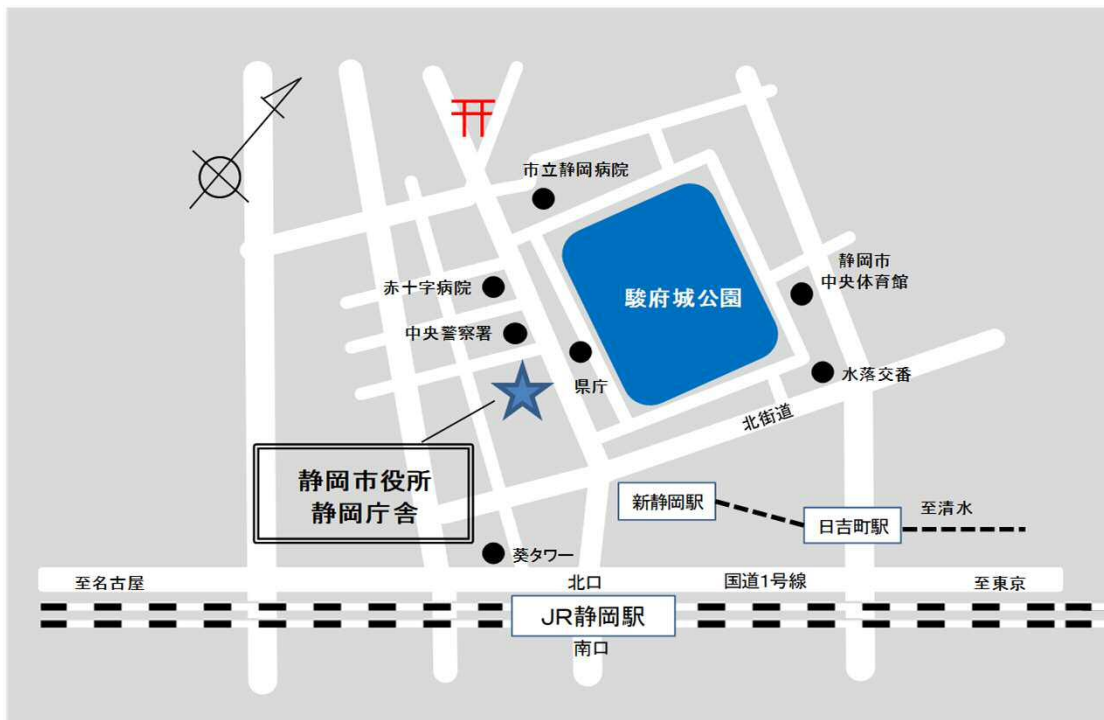 市立静岡病院
静岡市
中央体育館
赤十字病院
駿府城公園
中央警察署
県庁
水落交番
北街道
静岡市役所
静岡庁舎
新静岡駅
日吉町駅
至清水
葵タワー
至名古屋
北口
国道1号線
至東京
JR静岡駅
南口